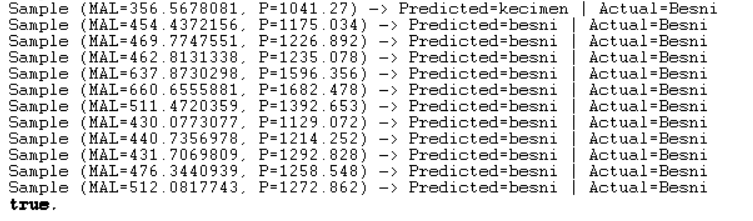 Sample (MAL=356.5678081, P=1041.27) -> Predicted=kecimen | Actual=Besni
Sample (MAL=454.4372156, P=1175.034) -> Predicted=besni | Actual=Besni
Sample (MAL=469.7747551, P=1226.892) -> Predicted=besni | Actual=Besni
Sample (MAL=462.8131338, P=1235.078) -> Predicted=besni | Actual=Besni
Sample (MAL=637.8730298, P=1596.356) -> Predicted=besni | Actual=Besni
Sample (MAL=660.6555881, P=1682.478) -> Predicted=besni | Actual=Besni
Sample (MAL=511.4720359, P=1392.653) -> Predicted=besni | Actual=Besni
Sample (MAL=430.0773077, P=1129.072) -> Predicted=besni | Actual=Besni
Sample (MAL=440.7356978, P=1214.252) -> Predicted=besni | Actual=Besni
Sample (MAL=431.7069809, P=1292.828) -> Predicted=besni | Actual=Besni
Sample (MAL=476.3440939, P=1258.548) -> Predicted=besni | Actual=Besni
Sample (MAL=512.0817743, P=1272.862) -> Predicted=besni | Actual=Besni
true.